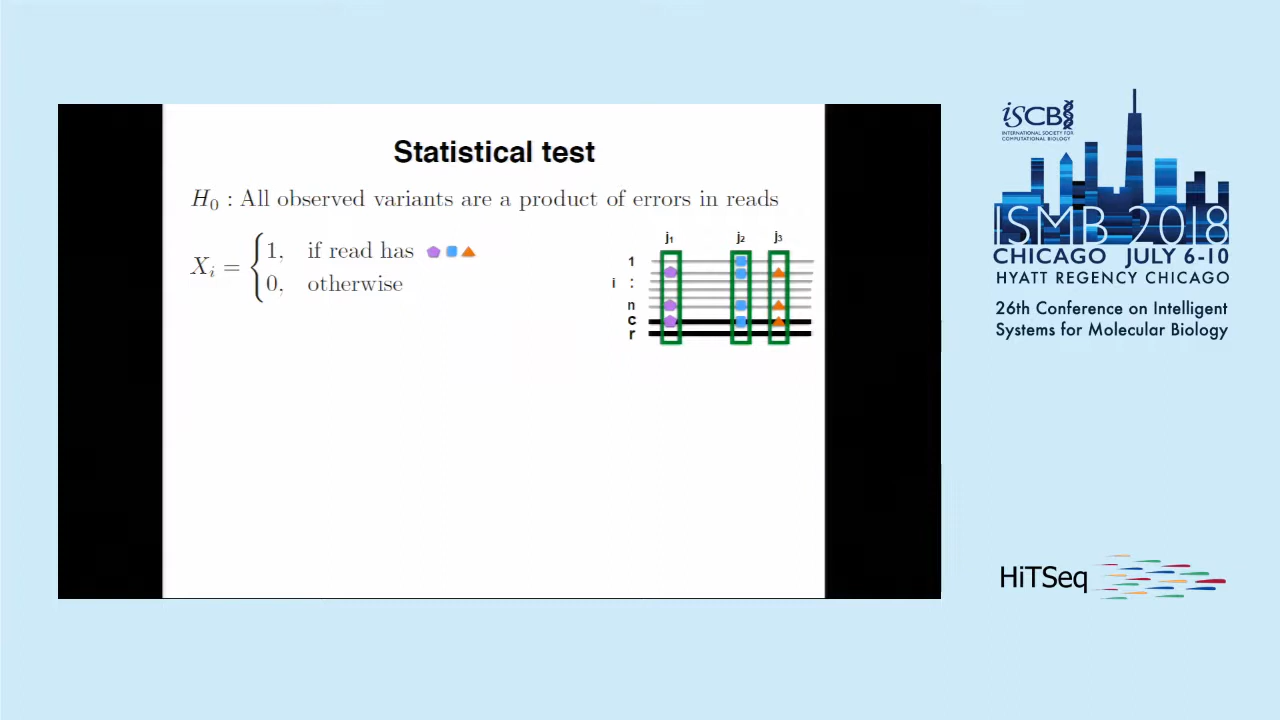 Statistical test
H₀ : All observed variants are a product of errors in reads
Xᵢ = { 1, if read has
0, otherwise
j₁ j₂ j₃
1
i :
n
c
r
iSCB
INTERNATIONAL SOCIETY FOR
COMPUTATIONAL BIOLOGY
ISMB 2018
CHICAGO JULY 6-10
HYATT REGENCY CHICAGO
26th Conference on Intelligent
Systems for Molecular Biology
HiTSeq